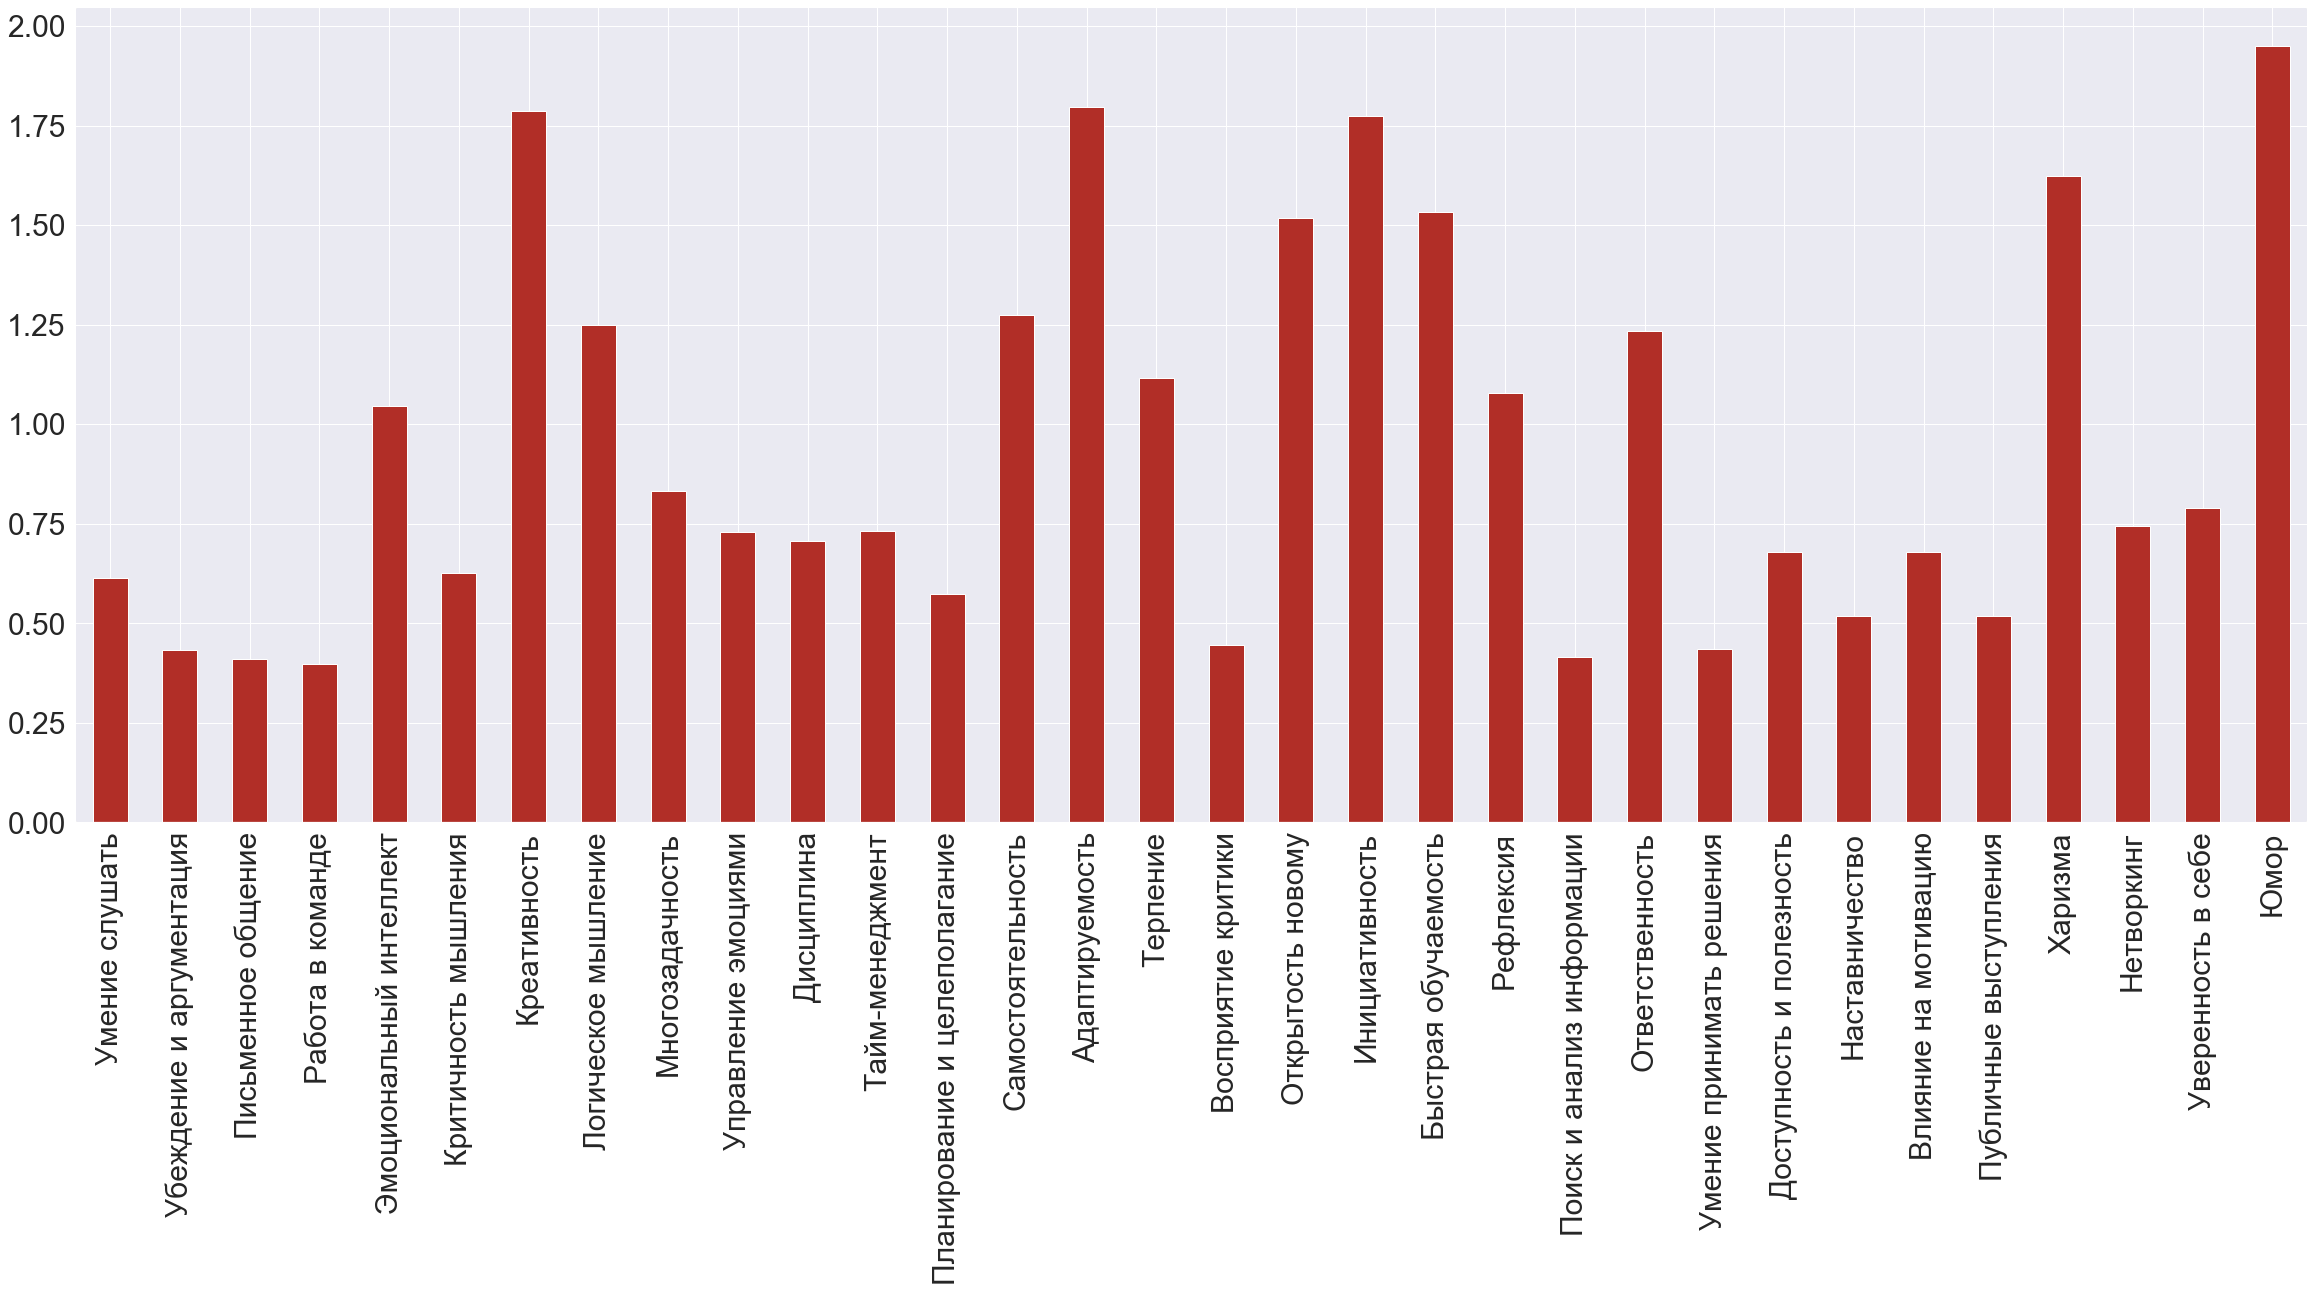 2.00
1.75
1.50
1.25
1.00
0.75
0.50
0.25
0.00
Умение слушать
Убеждение и аргументация
Письменное общение
Работа в команде
Эмоциональный интеллект
Критичность мышления
Креативность
Логическое мышление
Многозадачность
Управление эмоциями
Дисциплина
Тайм-менеджмент
Планирование и целеполагание
Самостоятельность
Адаптируемость
Терпение
Восприятие критики
Открытость новому
Инициативность
Быстрая обучаемость
Рефлексия
Поиск и анализ информации
Ответственность
Умение принимать решения
Доступность и полезность
Наставничество
Влияние на мотивацию
Публичные выступления
Харизма
Нетворкинг
Уверенность в себе
Юмор